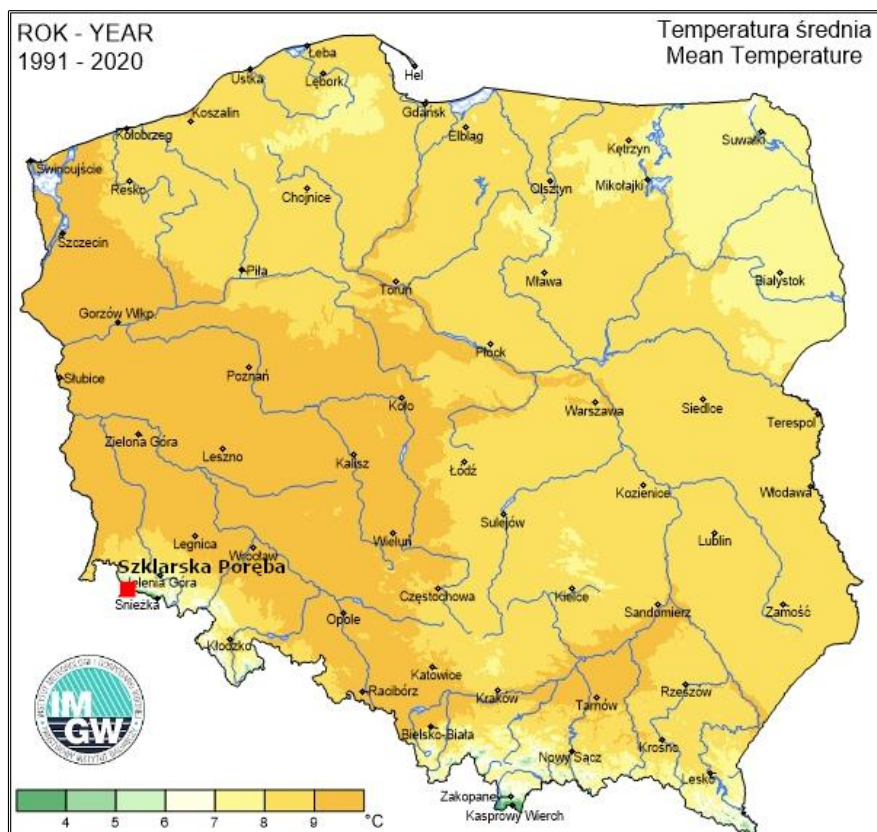 ROK - YEAR
1991 - 2020
Temperatura średnia
Mean Temperature
Łeba
Hel
Ustka
Lębork
Gdańsk
Koszalin
Kołobrzeg
Elbląg
Suwałki
Kętrzyn
Świnoujście
Resko
Chojnice
Olsztyn
Mikołajki
Szczecin
Piła
Toruń
Mława
Białystok
Gorzów Wlkp.
Płock
Słubice
Poznań
Koło
Warszawa
Siedlce
Terespol
Zielona Góra
Leszno
Kalisz
Łódź
Kozienice
Włodawa
Sulejów
Legnica
Wrocław
Wieluń
Lublin
Szklarska Poręba
Jelenia Góra
Śnieżka
Częstochowa
Kielce
Sandomierz
Zamość
Opole
Kłodzko
Katowice
Racibórz
Kraków
Tarnów
Rzeszów
Bielsko-Biała
Nowy Sącz
Krosno
Lesko
Zakopane
Kasprowy Wierch
IM
GW
4 5 6 7 8 9 °C